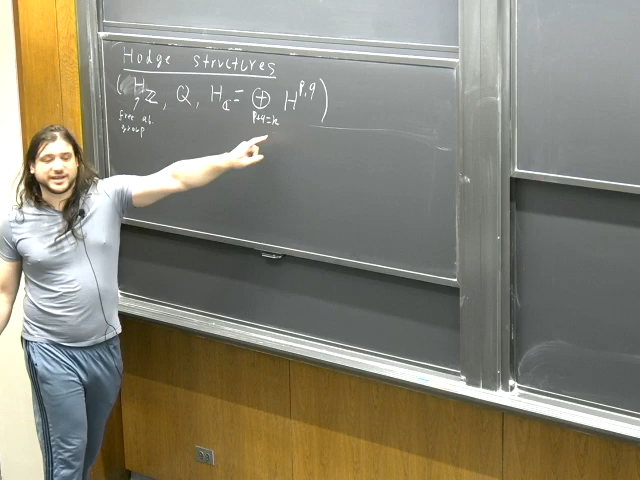 Hodge structures
(H_ℤ, Q, H_ℂ = ⊕_{p+q=k} H^{p,q})
↑
free ab.
group